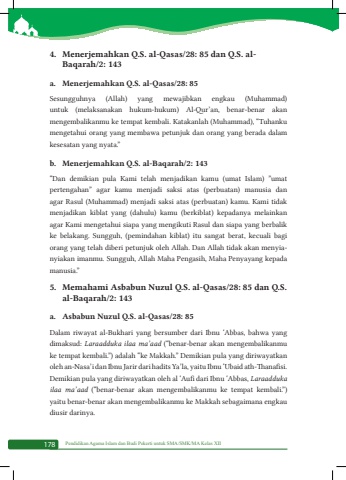 4. Menerjemahkan Q.S. al-Qasas/28: 85 dan Q.S. al-
Baqarah/2: 143
a. Menerjemahkan Q.S. al-Qasas/28: 85
Sesungguhnya (Allah) yang mewajibkan engkau (Muhammad)
untuk (melaksanakan hukum-hukum) Al-Qur'an, benar-benar akan
mengembalikanmu ke tempat kembali. Katakanlah (Muhammad), "Tuhanku
mengetahui orang yang membawa petunjuk dan orang yang berada dalam
kesesatan yang nyata."
b. Menerjemahkan Q.S. al-Baqarah/2: 143
"Dan demikian pula Kami telah menjadikan kamu (umat Islam) "umat
pertengahan" agar kamu menjadi saksi atas (perbuatan) manusia dan
agar Rasul (Muhammad) menjadi saksi atas (perbuatan) kamu. Kami tidak
menjadikan kiblat yang (dahulu) kamu (berkiblat) kepadanya melainkan
agar Kami mengetahui siapa yang mengikuti Rasul dan siapa yang berbalik
ke belakang. Sungguh, (pemindahan kiblat) itu sangat berat, kecuali bagi
orang yang telah diberi petunjuk oleh Allah. Dan Allah tidak akan menyia-
nyiakan imanmu. Sungguh, Allah Maha Pengasih, Maha Penyayang kepada
manusia."
5. Memahami Asbabun Nuzul Q.S. al-Qasas/28: 85 dan Q.S.
al-Baqarah/2: 143
a. Asbabun Nuzul Q.S. al-Qasas/28: 85
Dalam riwayat al-Bukhari yang bersumber dari Ibnu 'Abbas, bahwa yang
dimaksud: Laraadduka ilaa ma'aad ("benar-benar akan mengembalikanmu
ke tempat kembali.") adalah "ke Makkah." Demikian pula yang diriwayatkan
oleh an-Nasa'i dan Ibnu Jarir dari hadits Ya'la, yaitu Ibnu 'Ubaid ath-Thanafisi.
Demikian pula yang diriwayatkan oleh al 'Aufi dari Ibnu 'Abbas, Laraadduka
ilaa ma'aad ("benar-benar akan mengembalikanmu ke tempat kembali.")
yaitu benar-benar akan mengembalikanmu ke Makkah sebagaimana engkau
diusir darinya.
178 Pendidikan Agama Islam dan Budi Pekerti untuk SMA/SMK/MA Kelas XII